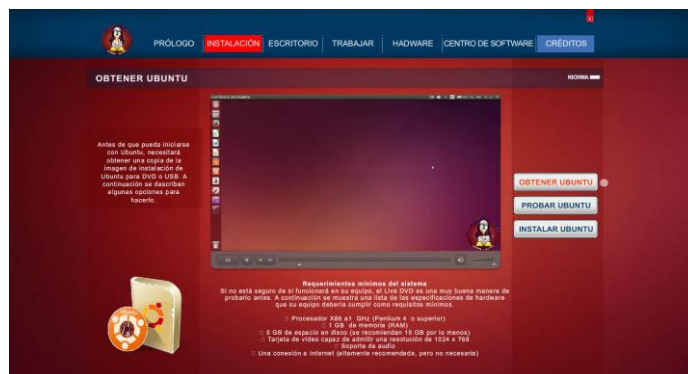 x
PRÓLOGO INSTALACIÓN ESCRITORIO TRABAJAR HADWARE CENTRO DE SOFTWARE CRÉDITOS
OBTENER UBUNTU
KICHWA
Antes de que pueda iniciarse
con Ubuntu, necesitará
obtener una copia de la
imagen de instalación de
Ubuntu para DVD o USB. A
continuación se describen
algunas opciones para
hacerlo.
OBTENER UBUNTU
PROBAR UBUNTU
INSTALAR UBUNTU
Requerimientos mínimos del sistema
Si no está seguro de si funcionará en su equipo, el Live DVD es una muy buena manera de
probarlo antes. A continuación se muestra una lista de las especificaciones de hardware
que su equipo debería cumplir como requisitos mínimos.
Procesador X86 a1 GHz (Pentium 4 o superior)
1 GB de memoria (RAM)
5 GB de espacio en disco (se recomiendan 15 GB por lo menos)
Tarjeta de vídeo capaz de admitir una resolución de 1024 x 768
Soporte de
audio
Una conexión a Internet (altamente recomendada, pero no necesaria)